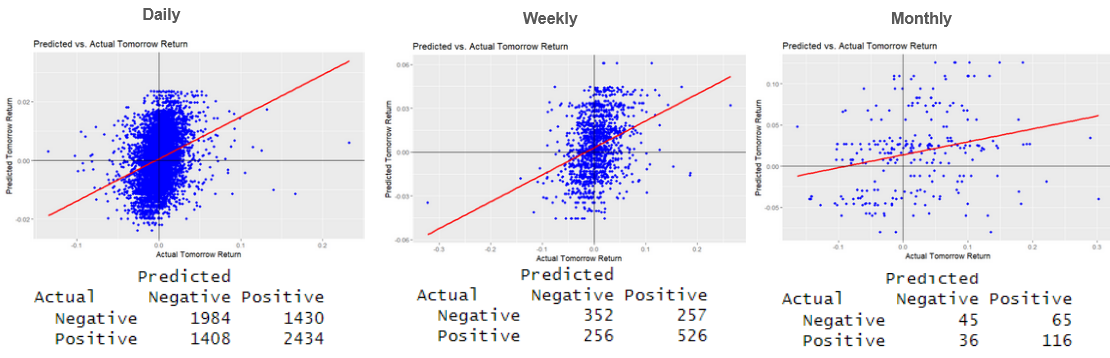 Daily
Predicted vs. Actual Tomorrow Return
Predicted Tomorrow Return
0.02
0.00
-0.02
-0.1
0.0
0.1
0.2
Actual Tomorrow Return
Predicted
Actual Negative Positive
Negative 1984 1430
Positive 1408 2434
Weekly
Predicted vs. Actual Tomorrow Return
Predicted Tomorrow Return
0.06
0.03
0.00
-0.03
-0.06
-0.3
-0.2
-0.1
0.0
0.1
0.2
Actual Tomorrow Return
Predicted
Actual Negative Positive
Negative 352 257
Positive 256 526
Monthly
Predicted vs. Actual Tomorrow Return
Predicted Tomorrow Return
0.10
0.05
0.00
-0.05
-0.1
0.0
0.1
0.2
0.3
Actual Tomorrow Return
Predicted
Actual Negative Positive
Negative 45 65
Positive 36 116